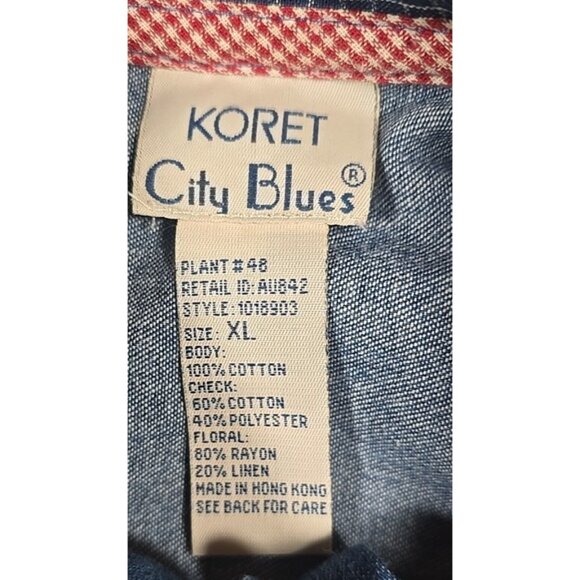 KORET
City Blues®
PLANT # 48
RETAIL ID: AU842
STYLE: 1018903
SIZE: XL
BODY:
100% COTTON
CHECK:
60% COTTON
40% POLYESTER
FLORAL:
80% RAYON
20% LINEN
MADE IN HONG KONG
SEE BACK FOR CARE